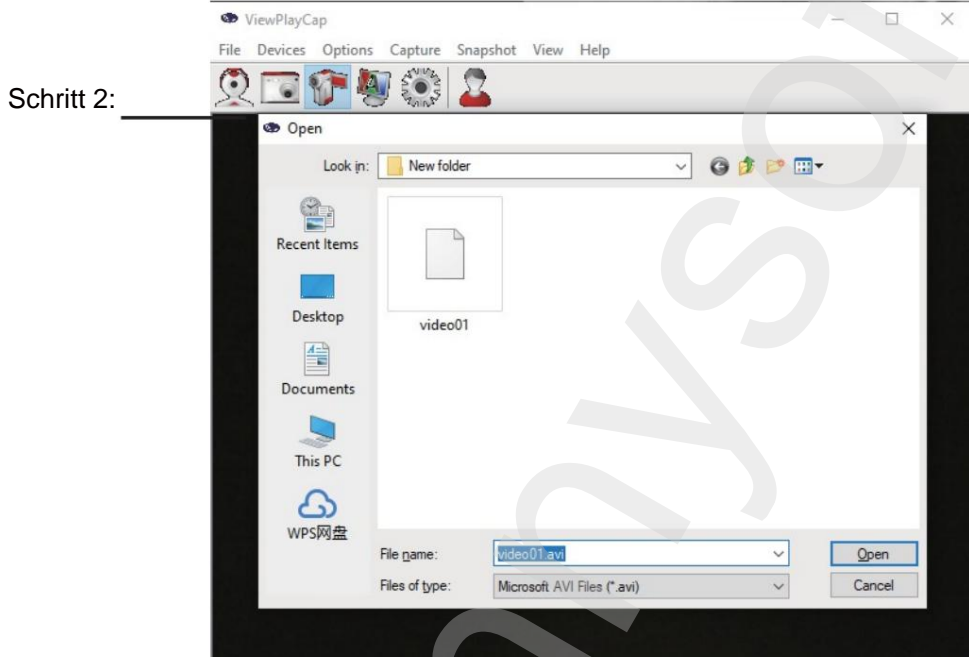 ViewPlayCap
File Devices Options Capture Snapshot View Help
Schritt 2:
Open
Look in: New folder
Recent Items
Desktop
Documents
This PC
WPS网盘
video01
File name: video01.avi Open
Files of type: Microsoft AVI Files (*.avi) Cancel